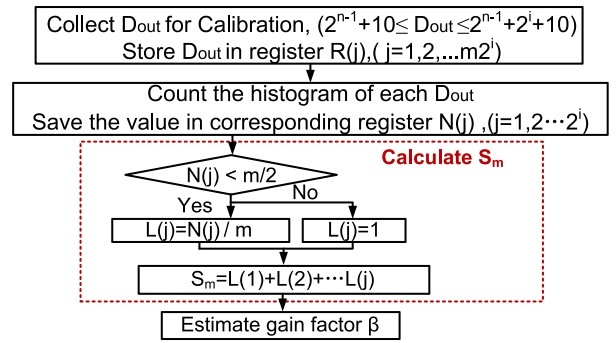 Collect Dout for Calibration, (2ⁿ⁻¹+10≤ Dout ≤2ⁿ⁻¹+2ⁱ+10)
Store Dout in register R(j),( j=1,2,...m2ⁱ)
Count the histogram of each Dout
Save the value in corresponding register N(j) ,(j=1,2⋯2ⁱ)
Calculate Sₘ
N(j) < m/2
Yes
No
L(j)=N(j) / m
L(j)=1
Sₘ=L(1)+L(2)+⋯L(j)
Estimate gain factor β